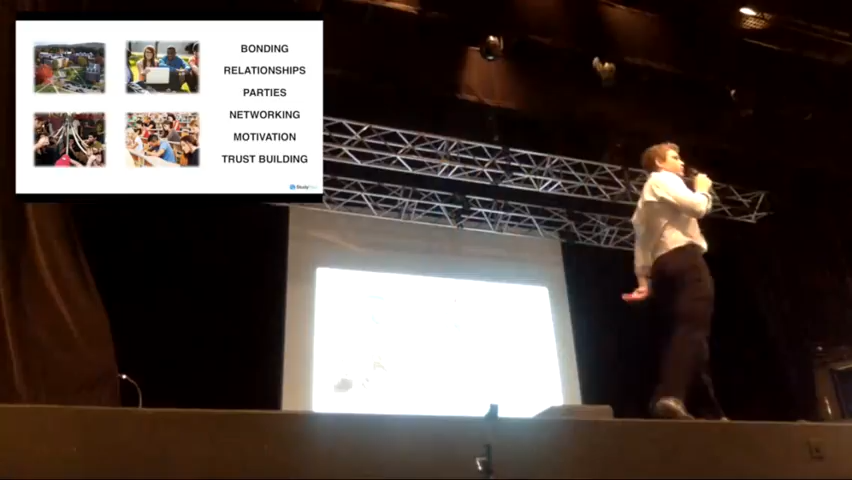 BONDING
RELATIONSHIPS
PARTIES
NETWORKING
MOTIVATION
TRUST BUILDING